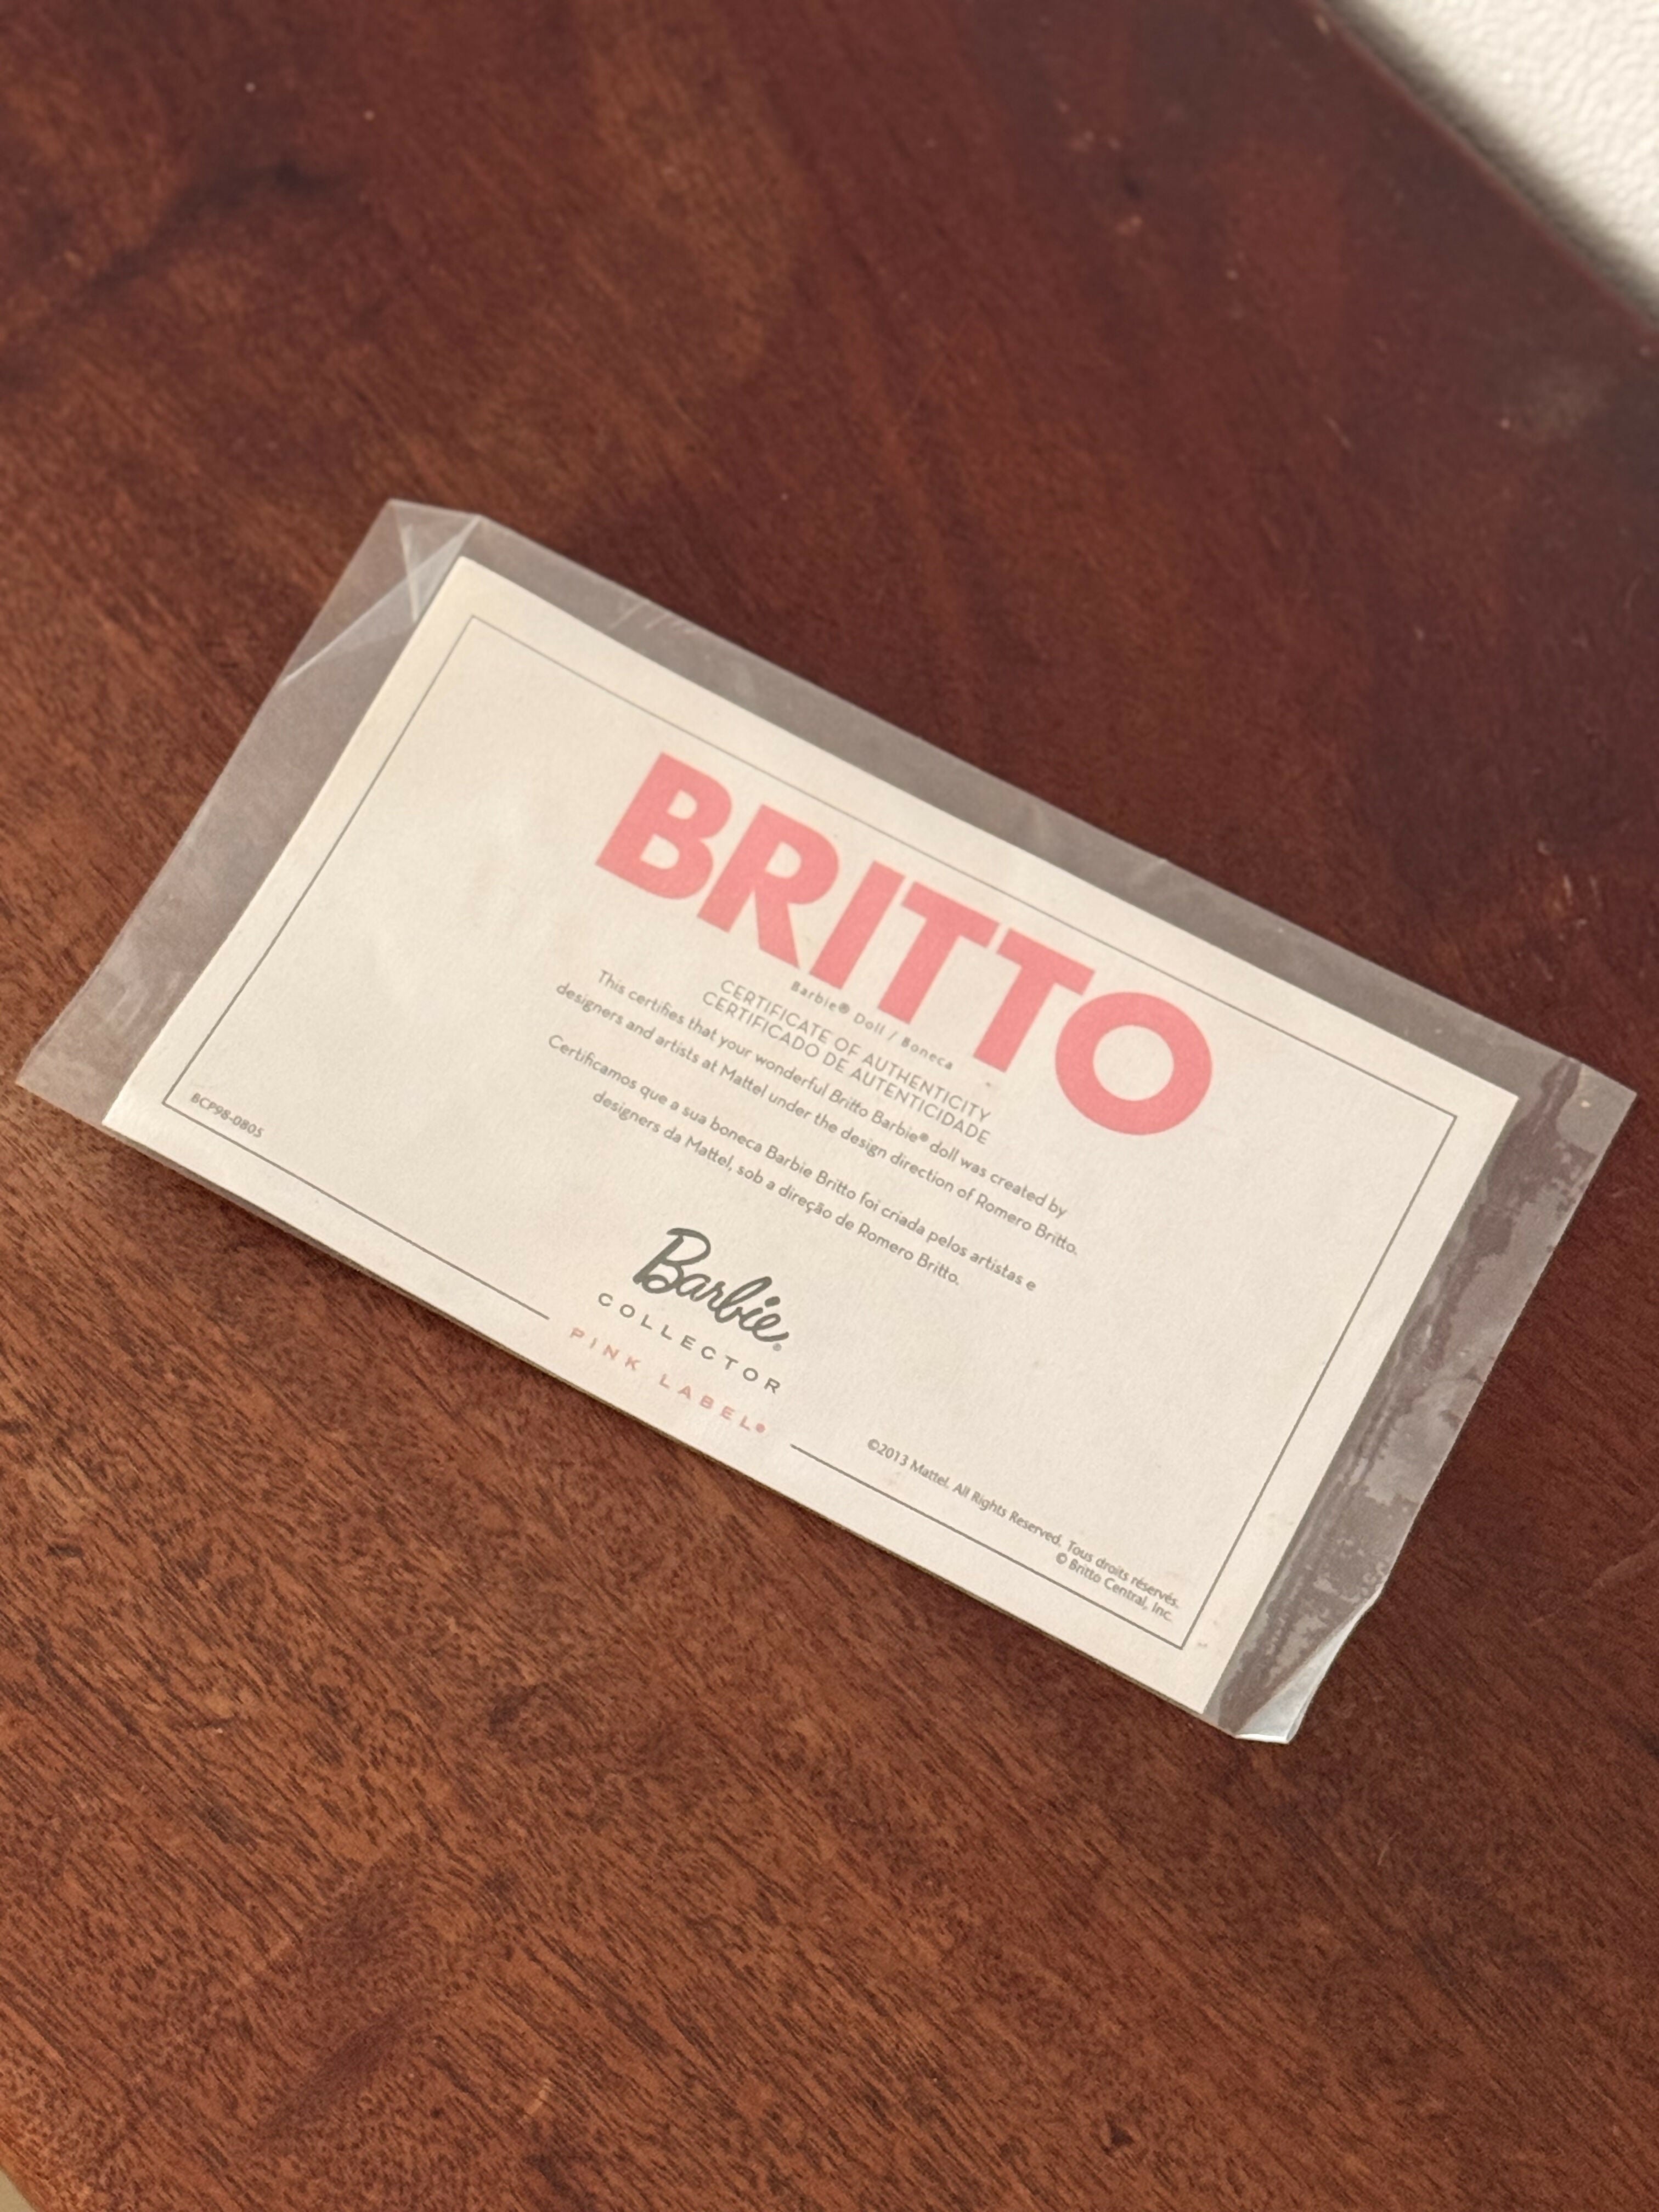 BRITTO
Barbie® Doll / Boneca
CERTIFICATE OF AUTHENTICITY
CERTIFICADO DE AUTENTICIDADE
This certifies that your wonderful Britto Barbie® doll was created by
designers and artists at Mattel under the design direction of Romero Britto.
Certificamos que a sua boneca Barbie Britto foi criada pelos artistas e
designers da Mattel, sob a direção de Romero Britto.
Barbie®
COLLECTOR
PINK LABEL®
BCP98-0805
©2013 Mattel. All Rights Reserved. Tous droits réservés.
© Britto Central, Inc.